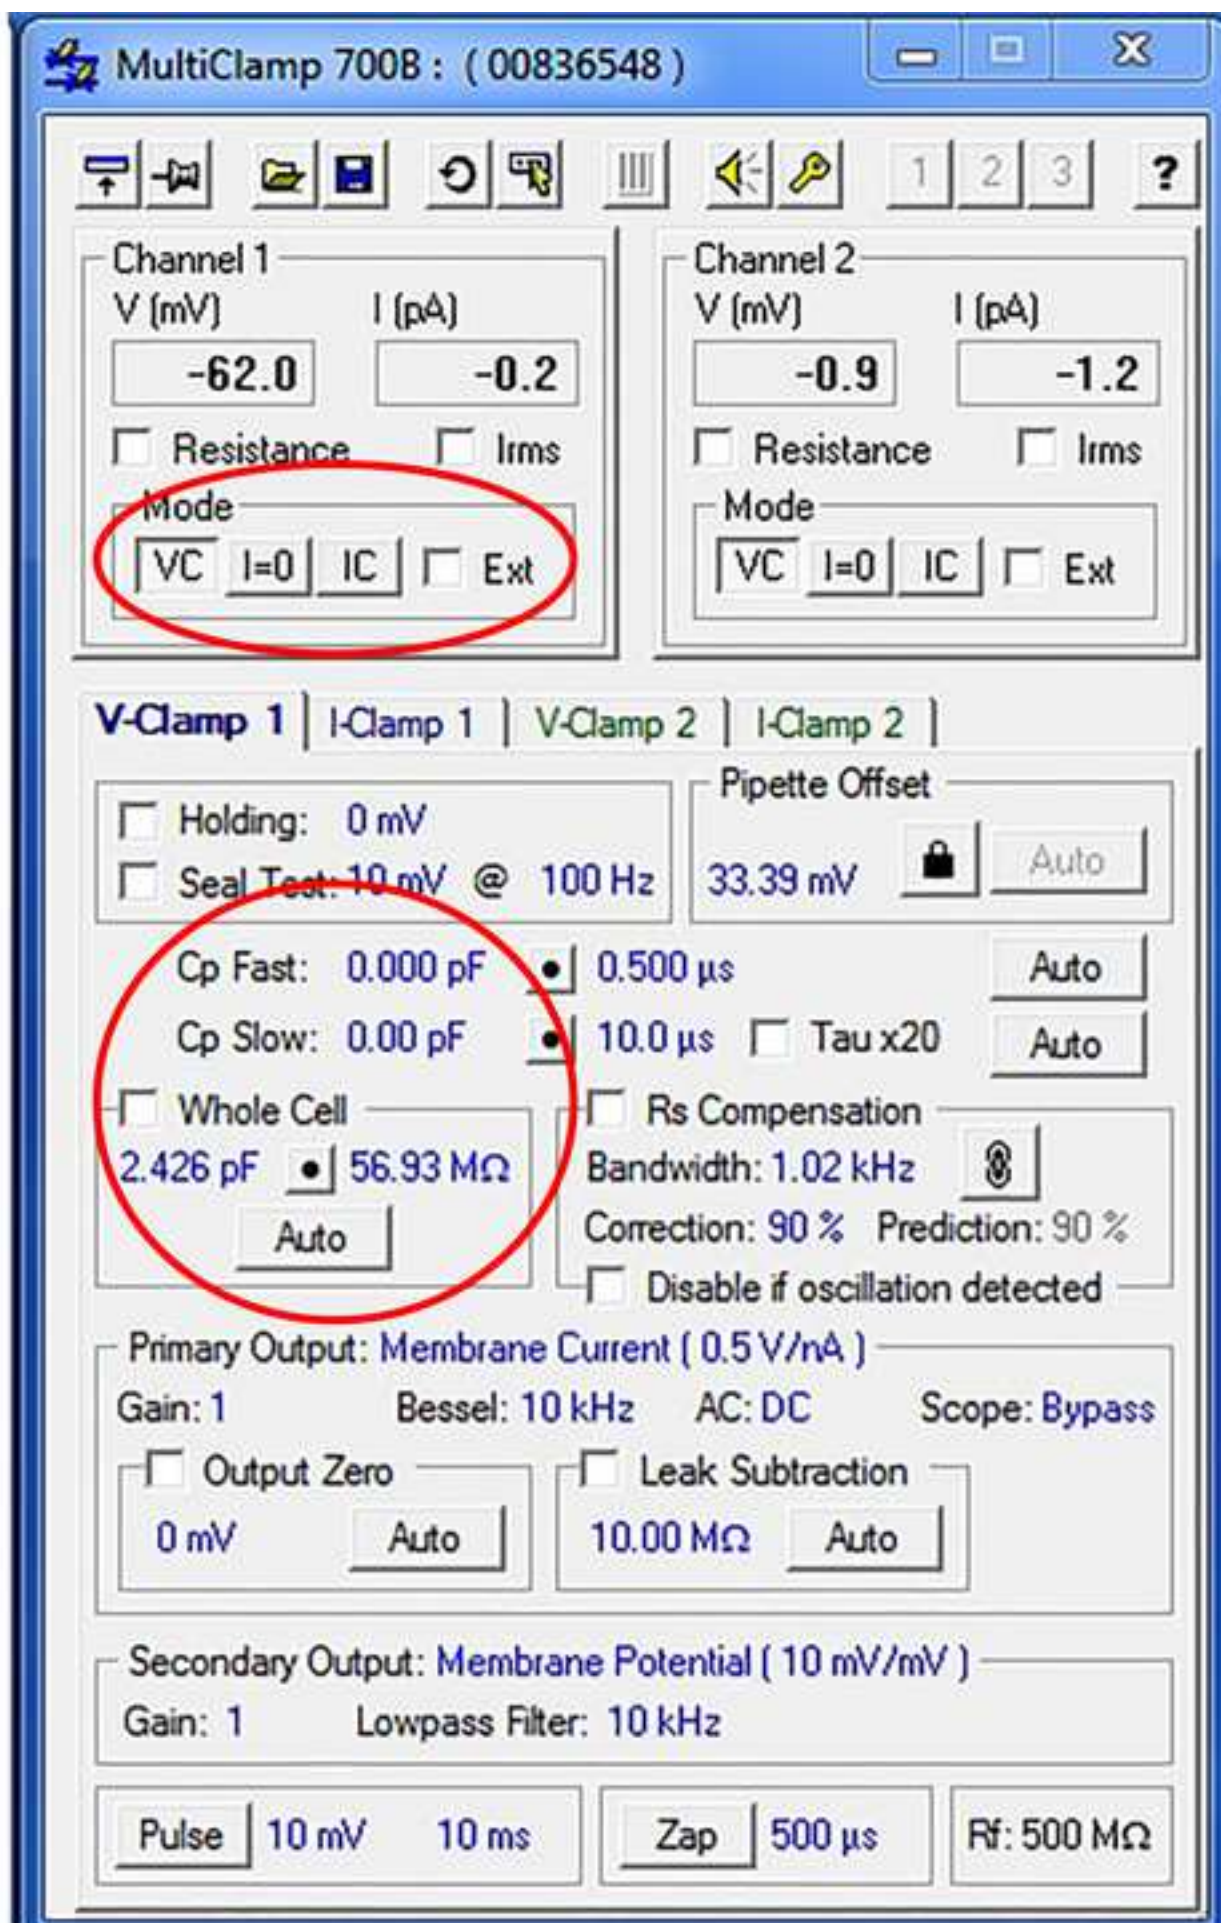 MultiClamp 700B : ( 00836548 )
1 2 3 ?
Channel 1
V (mV) I (pA)
-62.0 -0.2
Resistance Irms
Mode
VC I=0 IC Ext
Channel 2
V (mV) I (pA)
-0.9 -1.2
Resistance Irms
Mode
VC I=0 IC Ext
V-Clamp 1 I-Clamp 1 V-Clamp 2 I-Clamp 2
Holding: 0 mV
Seal Test: 10 mV @ 100 Hz
Pipette Offset
33.39 mV Auto
Cp Fast: 0.000 pF 0.500 µs Auto
Cp Slow: 0.00 pF 10.0 µs Tau x20 Auto
Whole Cell
2.426 pF 56.93 MΩ
Auto
Rs Compensation
Bandwidth: 1.02 kHz
Correction: 90 % Prediction: 90 %
Disable if oscillation detected
Primary Output: Membrane Current ( 0.5 V/nA )
Gain: 1 Bessel: 10 kHz AC: DC Scope: Bypass
Output Zero
0 mV Auto
Leak Subtraction
10.00 MΩ Auto
Secondary Output: Membrane Potential ( 10 mV/mV )
Gain: 1 Lowpass Filter: 10 kHz
Pulse 10 mV 10 ms Zap 500 µs Rf: 500 MΩ